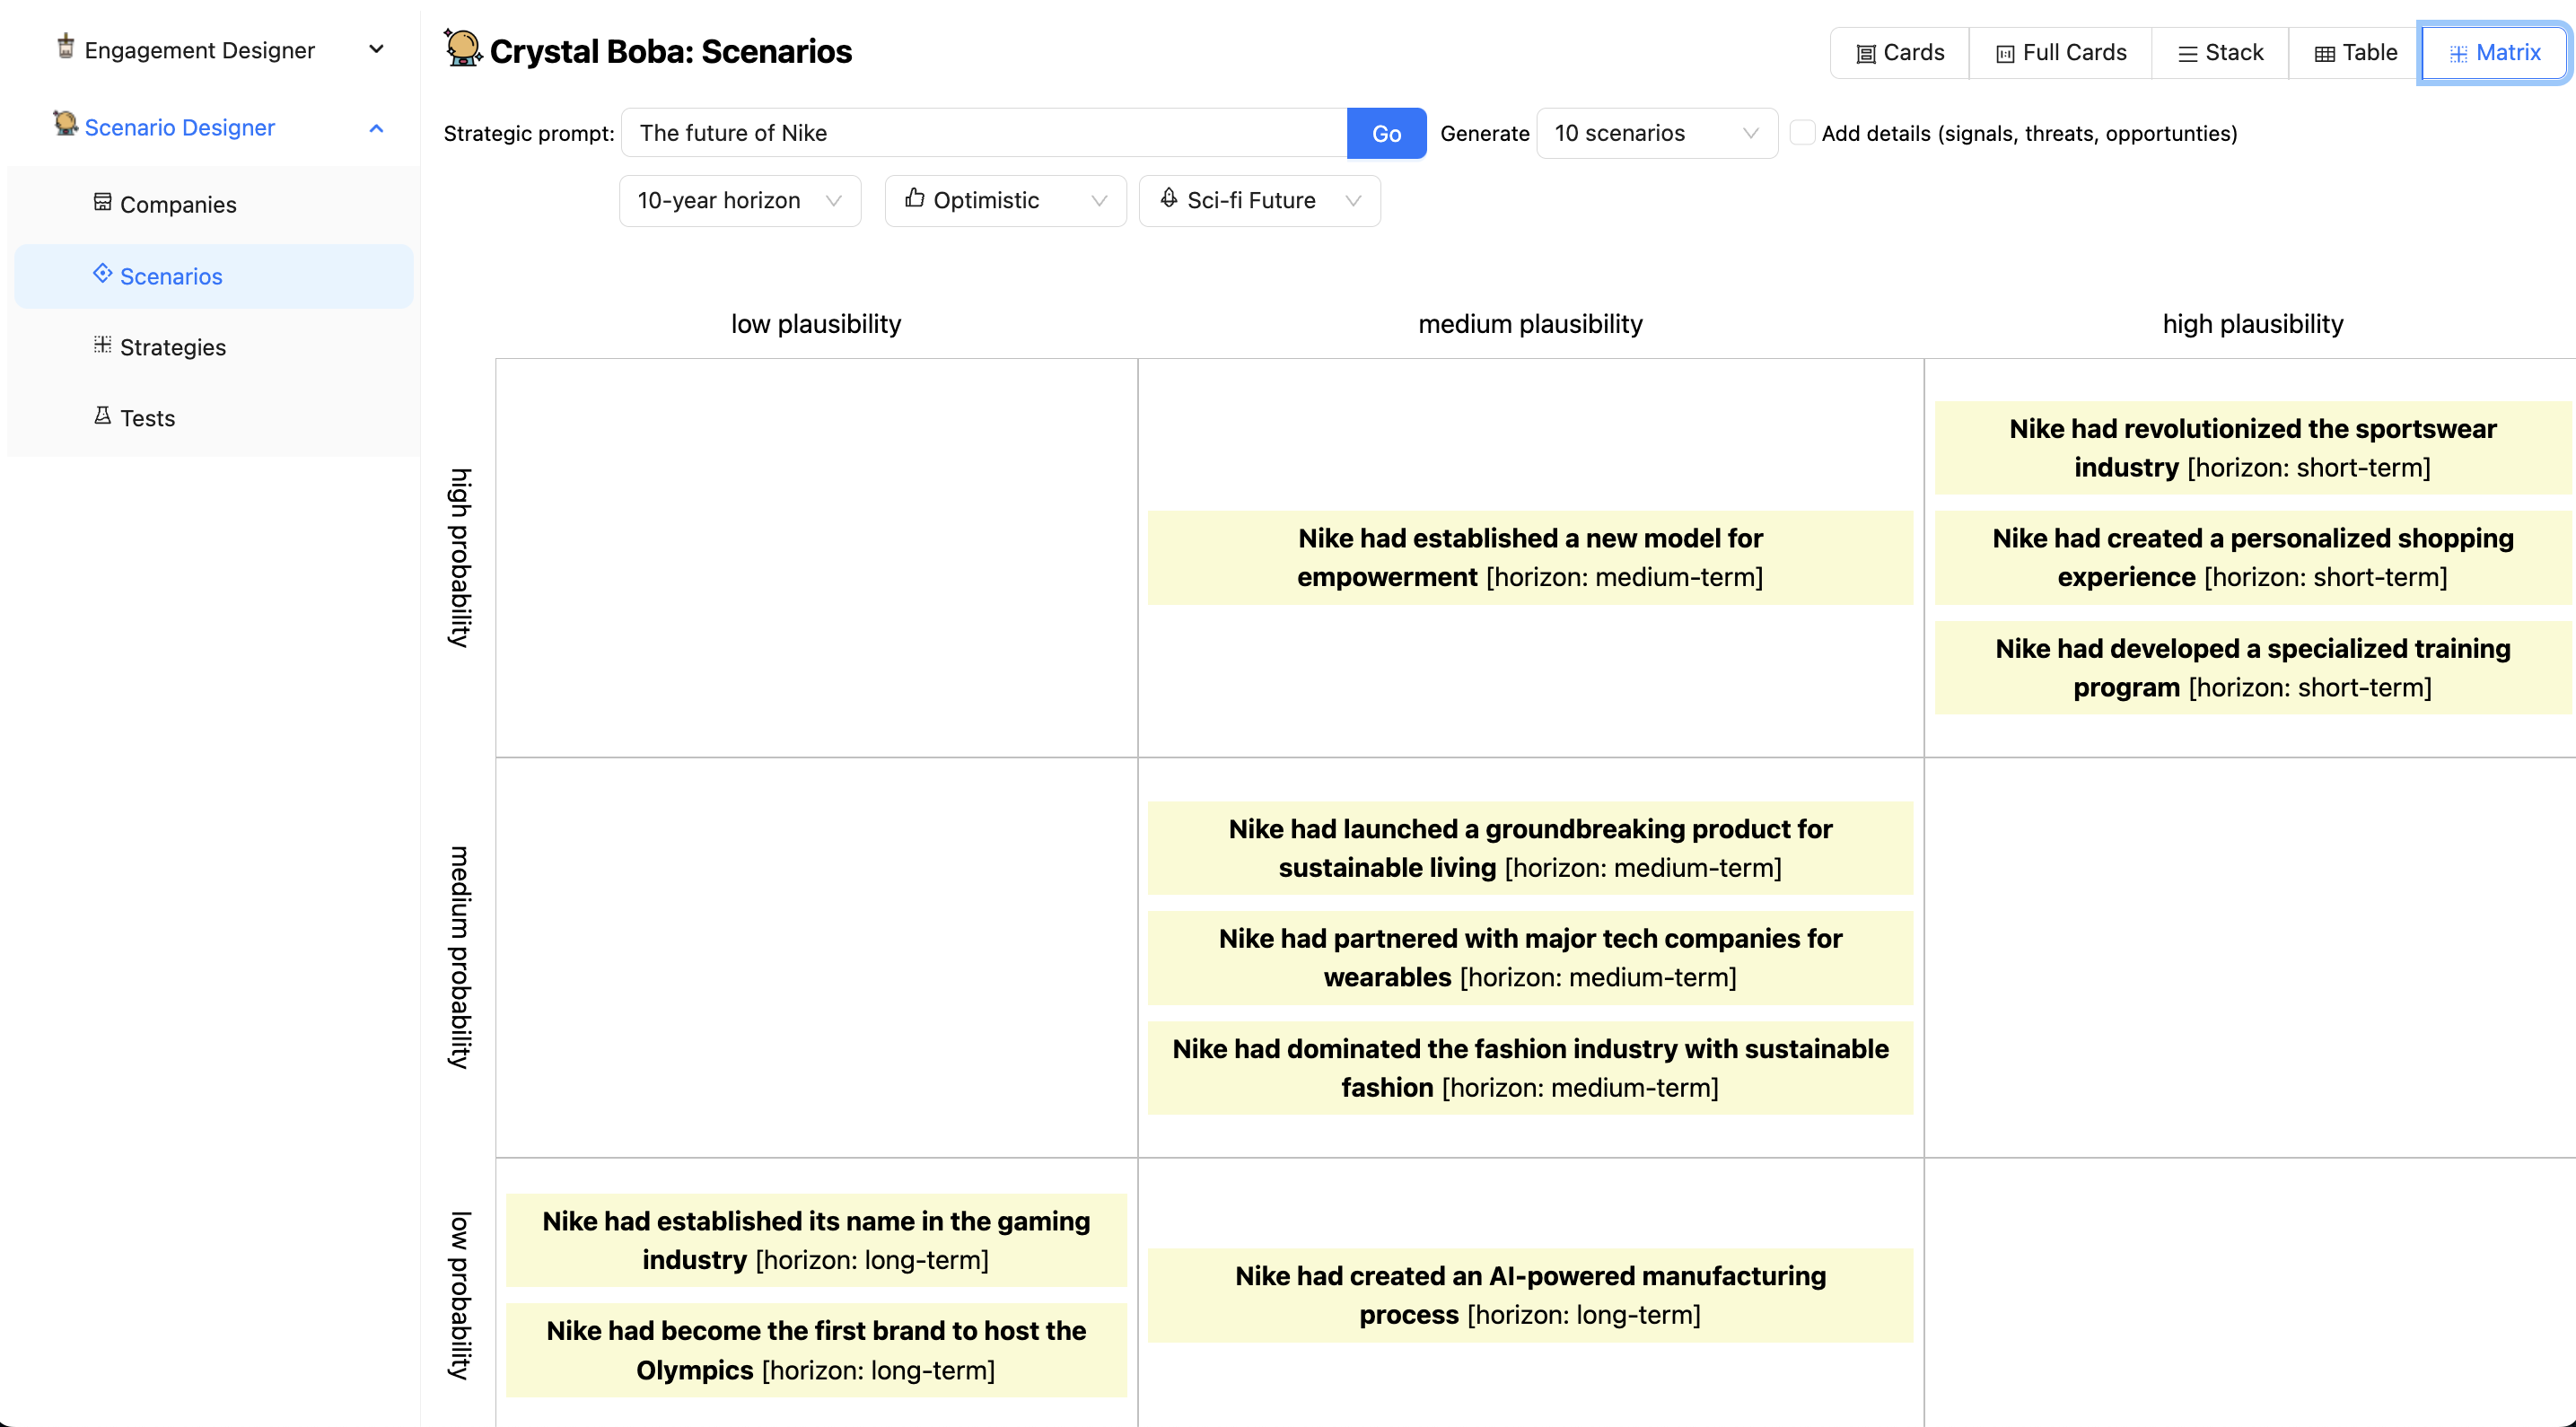 Engagement Designer
Scenario Designer
Companies
Scenarios
Strategies
Tests
Crystal Boba: Scenarios
Cards
Full Cards
Stack
Table
Matrix
Strategic prompt: The future of Nike Go Generate 10 scenarios Add details (signals, threats, opportunties)
10-year horizon Optimistic Sci-fi Future
low plausibility medium plausibility high plausibility
high probability
Nike had established a new model for
empowerment [horizon: medium-term]
Nike had revolutionized the sportswear
industry [horizon: short-term]
Nike had created a personalized shopping
experience [horizon: short-term]
Nike had developed a specialized training
program [horizon: short-term]
medium probability
Nike had launched a groundbreaking product for
sustainable living [horizon: medium-term]
Nike had partnered with major tech companies for
wearables [horizon: medium-term]
Nike had dominated the fashion industry with sustainable
fashion [horizon: medium-term]
low probability
Nike had established its name in the gaming
industry [horizon: long-term]
Nike had become the first brand to host the
Olympics [horizon: long-term]
Nike had created an AI-powered manufacturing
process [horizon: long-term]